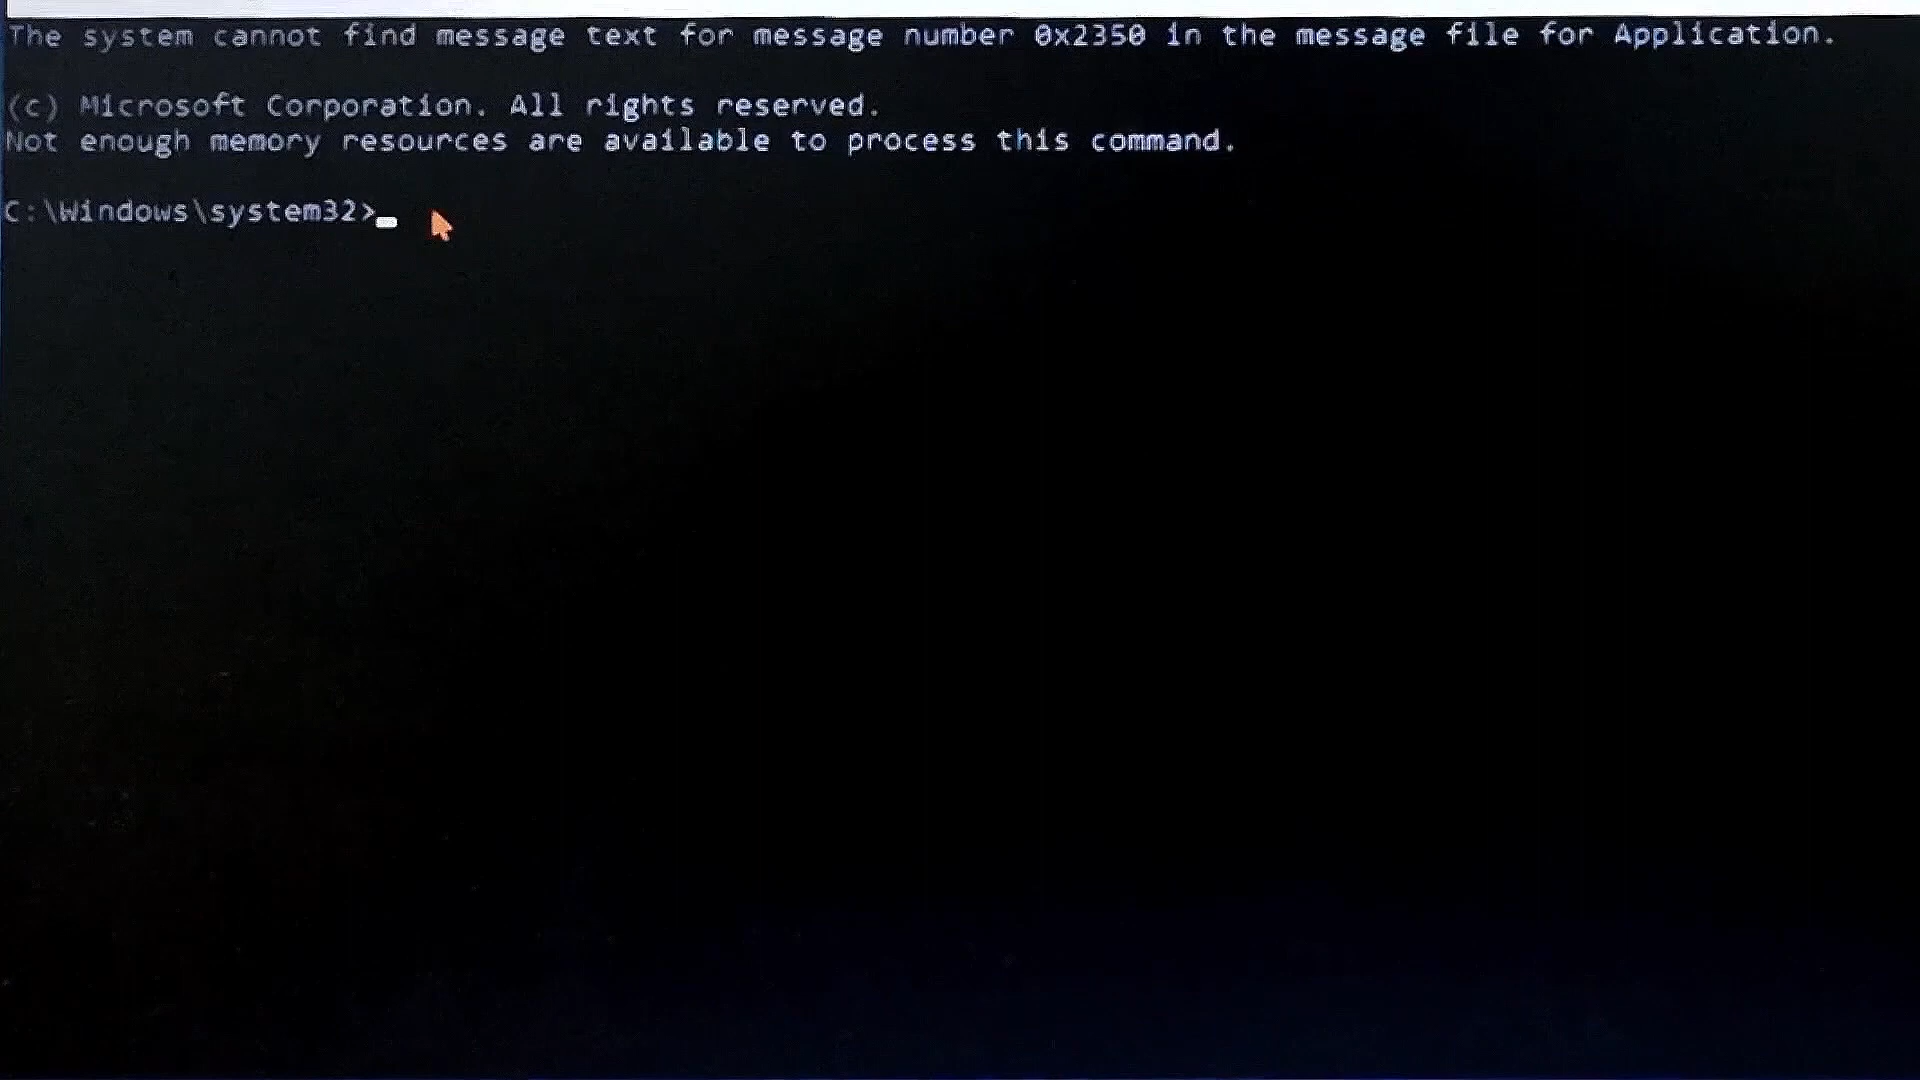 The system cannot find message text for message number 0x2350 in the message file for Application.
(c) Microsoft Corporation. All rights reserved.
Not enough memory resources are available to process this command.
C:\Windows\system32>